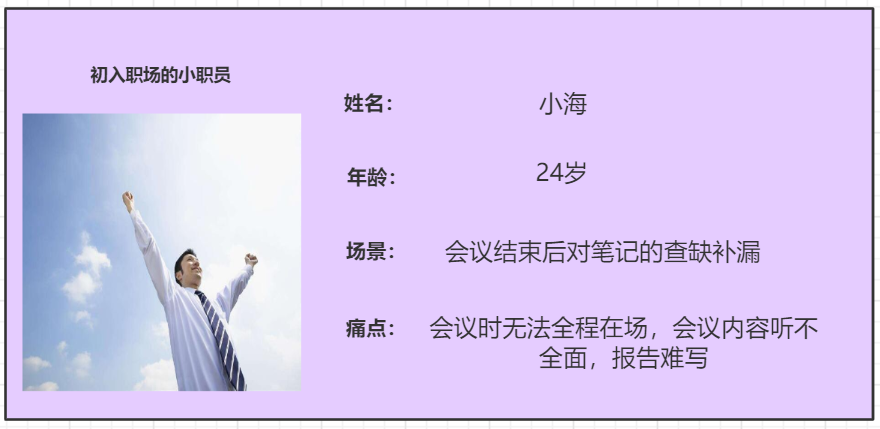 初入职场的小职员
姓名：
小海
年龄：
24岁
场景：
会议结束后对笔记的查缺补漏
痛点：
会议时无法全程在场，会议内容听不
全面，报告难写